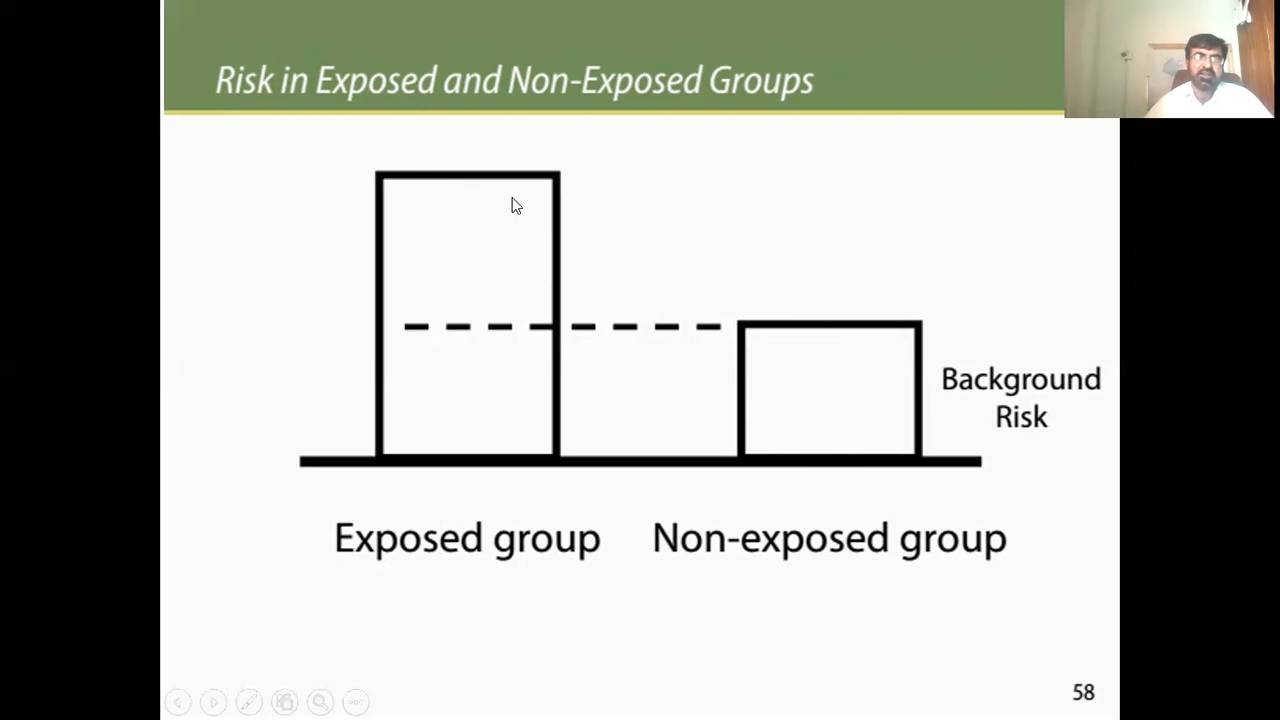 Risk in Exposed and Non-Exposed Groups
Background
Risk
Exposed group
Non-exposed group
58